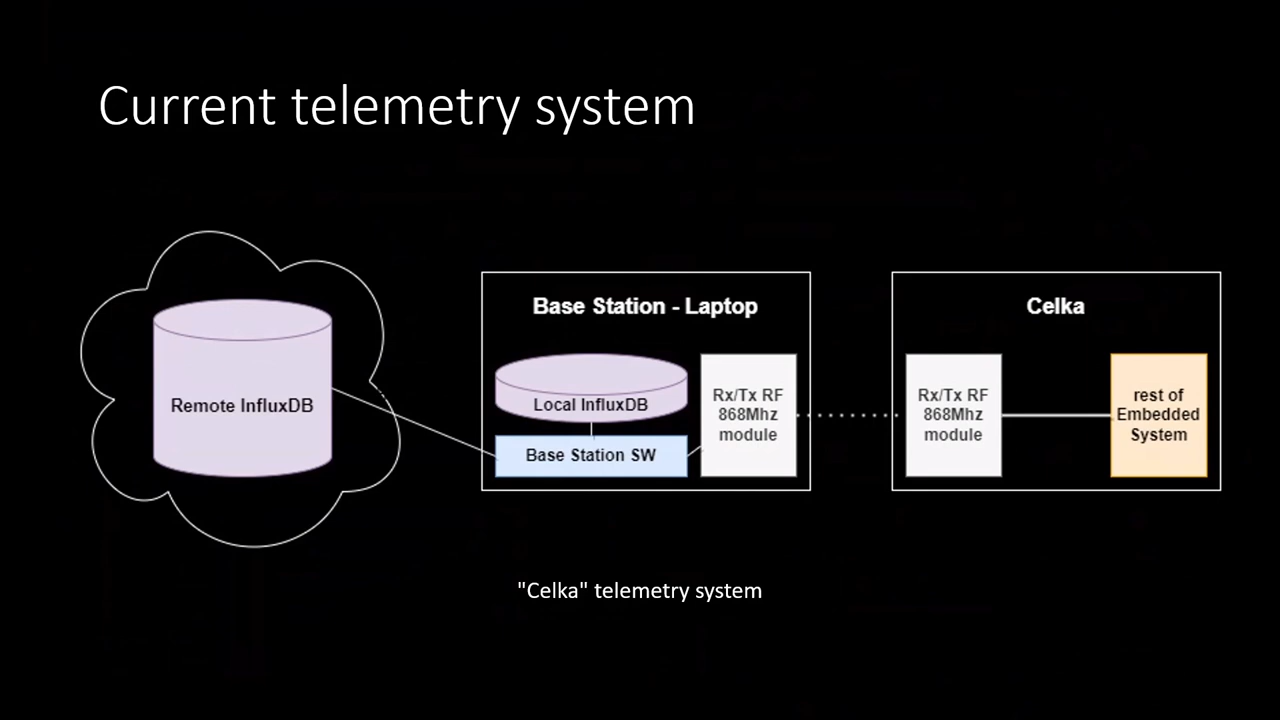 Current telemetry system
Remote InfluxDB
Base Station - Laptop
Local InfluxDB
Base Station SW
Rx/Tx RF
868Mhz
module
Celka
Rx/Tx RF
868Mhz
module
rest of
Embedded
System
"Celka" telemetry system